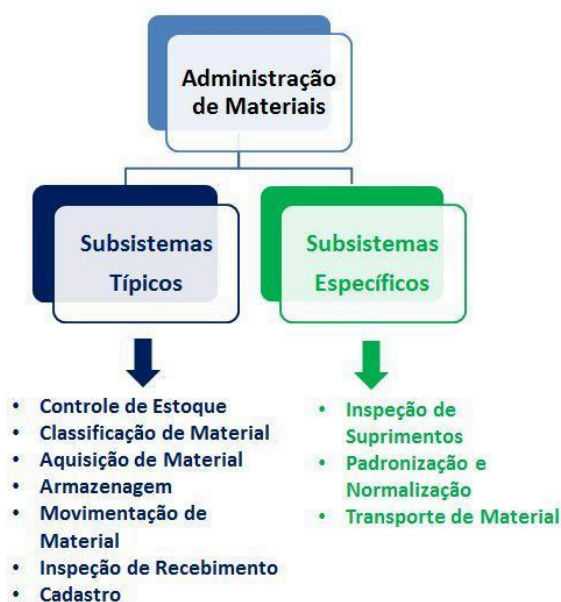 Administração
de Materiais
Subsistemas
Típicos
Subsistemas
Específicos
• Controle de Estoque
• Classificação de Material
• Aquisição de Material
• Armazenagem
• Movimentação de
Material
• Inspeção de Recebimento
• Cadastro
• Inspeção de
Suprimentos
• Padronização e
Normalização
• Transporte de Material